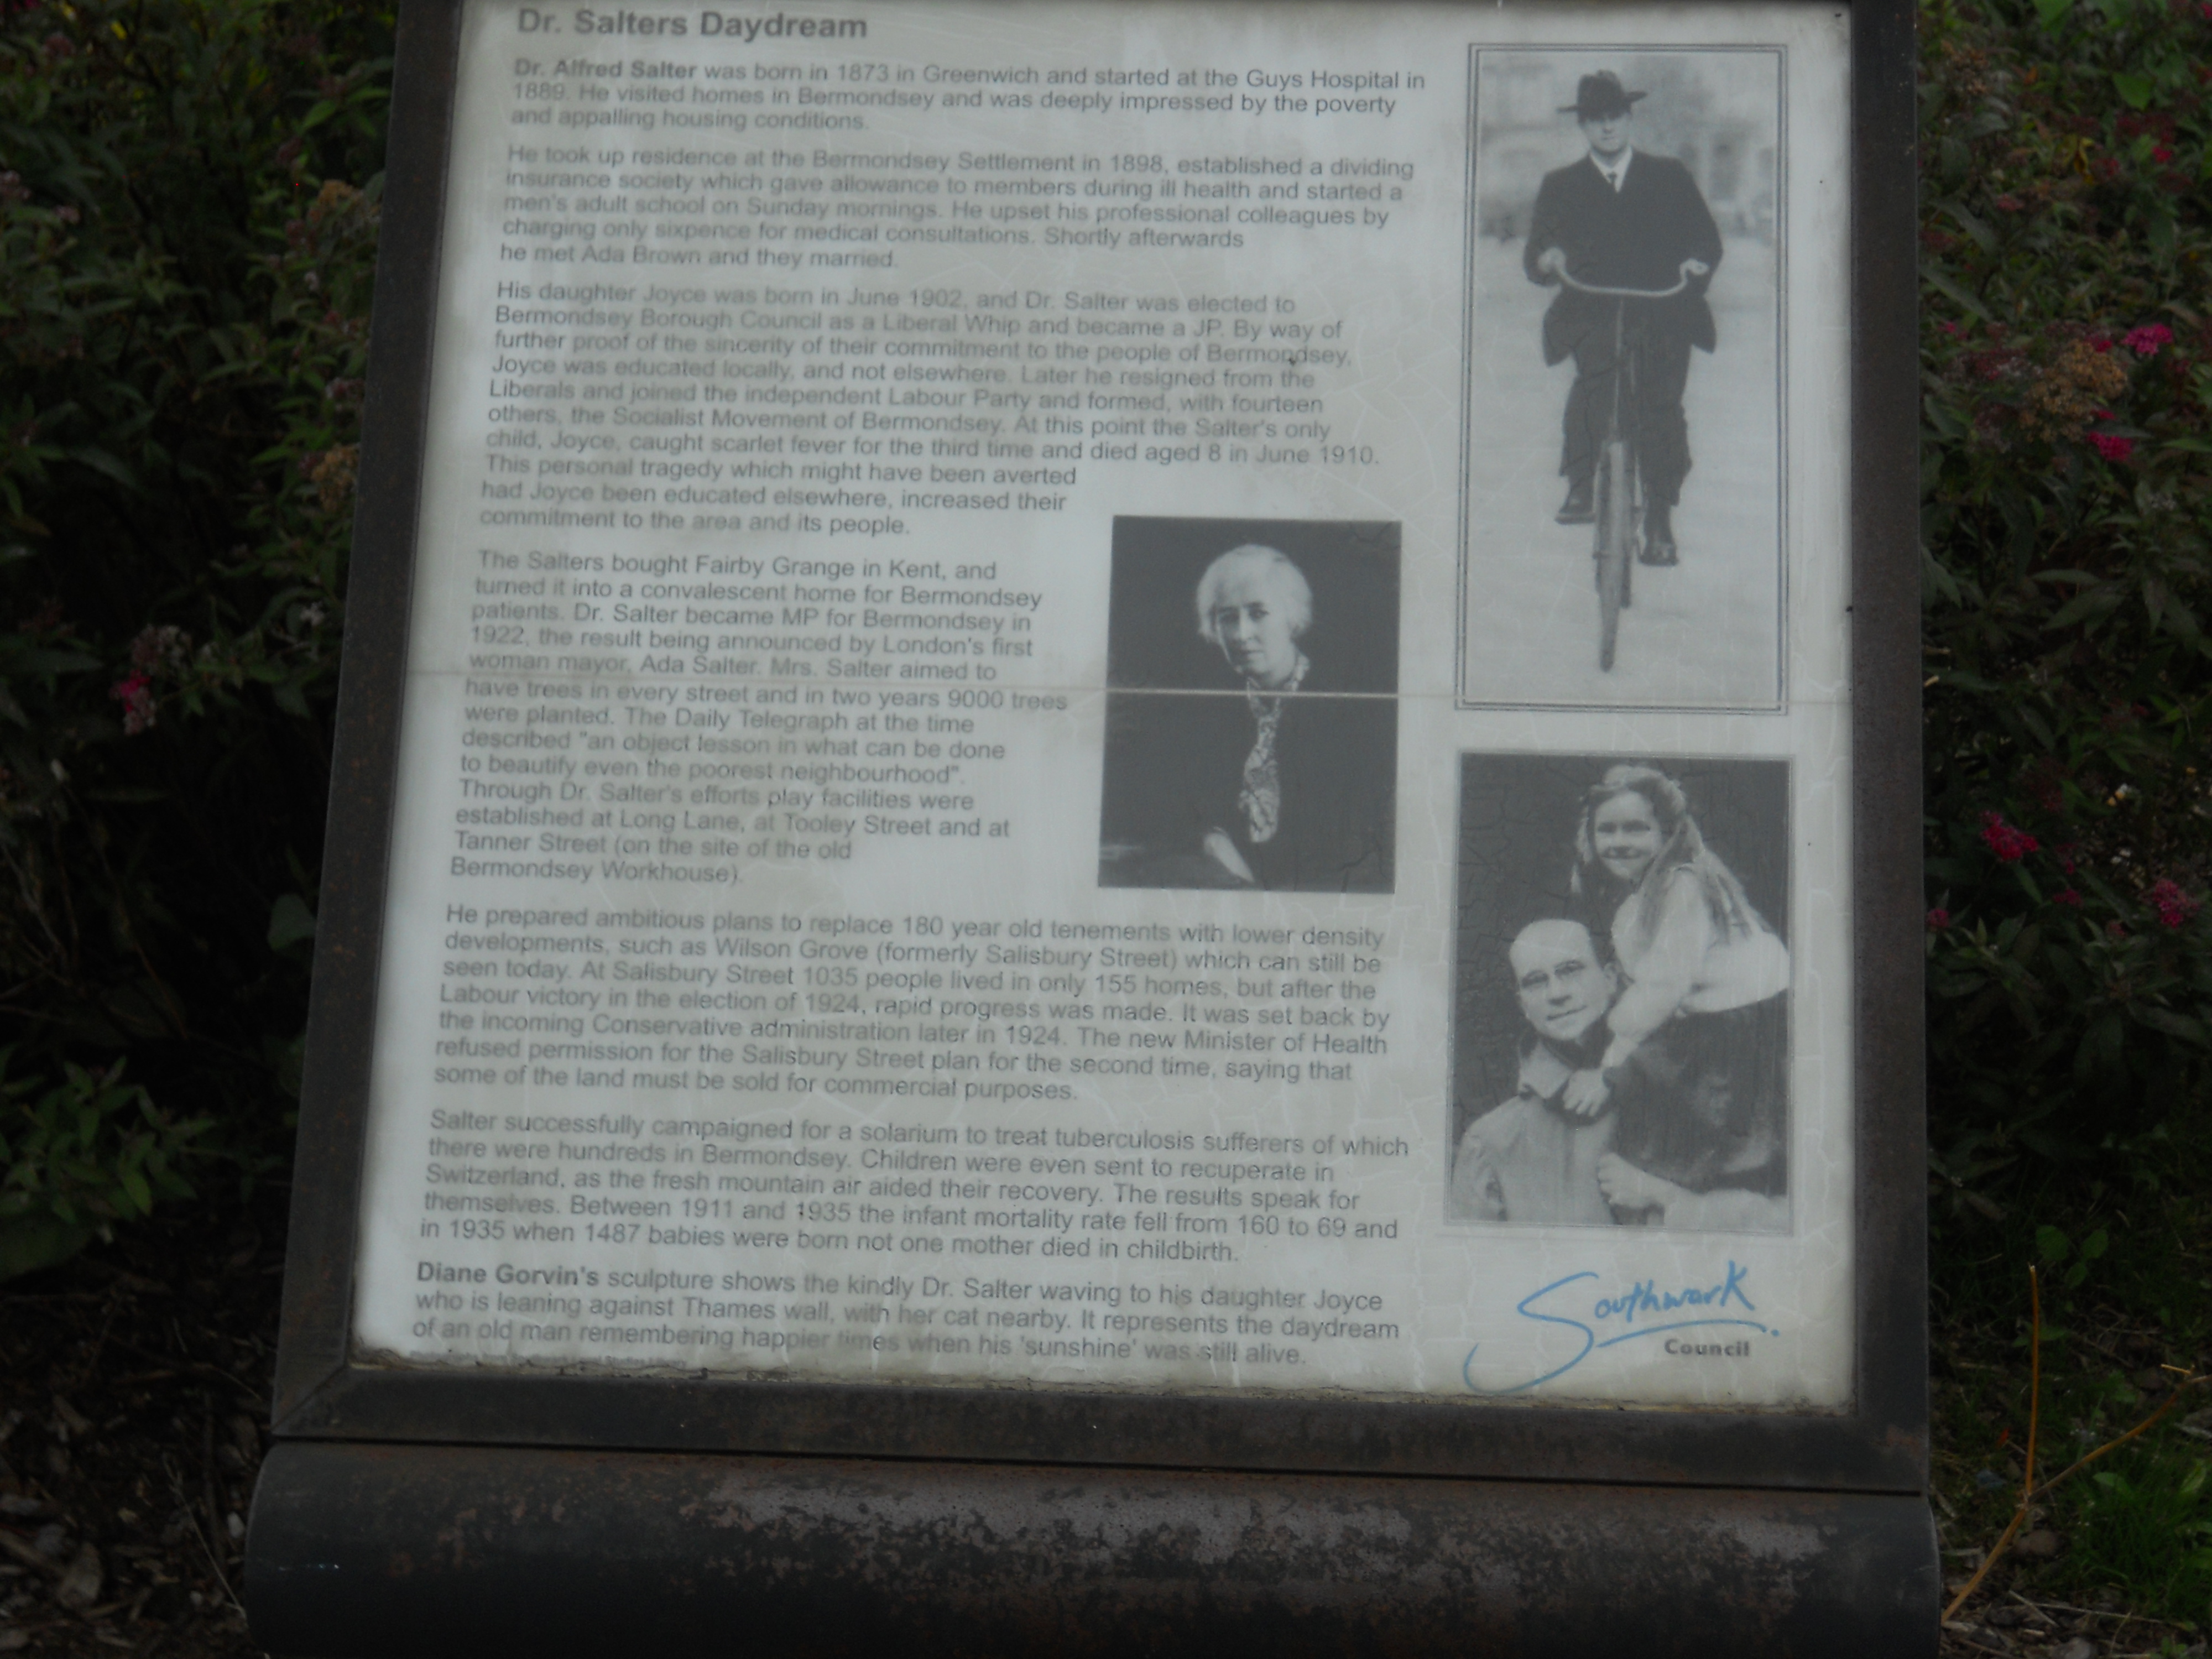 Dr. Salters Daydream
Dr. Alfred Salter was born in 1873 in Greenwich and started at the Guys Hospital in
1889. He visited homes in Bermondsey and was deeply impressed by the poverty
and appalling housing conditions.
He took up residence at the Bermondsey Settlement in 1898, established a dividing
insurance society which gave allowance to members during ill health and started a
men's adult school on Sunday mornings. He upset his professional colleagues by
charging only sixpence for medical consultations. Shortly afterwards
he met Ada Brown and they married.
His daughter Joyce was born in June 1902, and Dr. Salter was elected to
Bermondsey Borough Council as a Liberal Whip and became a JP. By way of
further proof of the sincerity of their commitment to the people of Bermondsey,
Joyce was educated locally, and not elsewhere. Later he resigned from the
Liberals and joined the independent Labour Party and formed, with fourteen
others, the Socialist Movement of Bermondsey. At this point the Salter's only
child, Joyce, caught scarlet fever for the third time and died aged 8 in June 1910.
This personal tragedy which might have been averted
had Joyce been educated elsewhere, increased their
commitment to the area and its people.
The Salters bought Fairby Grange in Kent, and
turned it into a convalescent home for Bermondsey
patients. Dr. Salter became MP for Bermondsey in
1922, the result being announced by London's first
woman mayor, Ada Salter. Mrs. Salter aimed to
have trees in every street and in two years 9000 trees
were planted. The Daily Telegraph at the time
described "an object lesson in what can be done
to beautify even the poorest neighbourhood".
Through Dr. Salter's efforts play facilities were
established at Long Lane, at Tooley Street and at
Tanner Street (on the site of the old
Bermondsey Workhouse).
He prepared ambitious plans to replace 180 year old tenements with lower density
developments, such as Wilson Grove (formerly Salisbury Street) which can still be
seen today. At Salisbury Street 1035 people lived in only 155 homes, but after the
Labour victory in the election of 1924, rapid progress was made. It was set back by
the incoming Conservative administration later in 1924. The new Minister of Health
refused permission for the Salisbury Street plan for the second time, saying that
some of the land must be sold for commercial purposes.
Salter successfully campaigned for a solarium to treat tuberculosis sufferers of which
there were hundreds in Bermondsey. Children were even sent to recuperate in
Switzerland, as the fresh mountain air aided their recovery. The results speak for
themselves. Between 1911 and 1935 the infant mortality rate fell from 160 to 69 and
in 1935 when 1487 babies were born not one mother died in childbirth.
Diane Gorvin's sculpture shows the kindly Dr. Salter waving to his daughter Joyce
who is leaning against Thames wall, with her cat nearby. It represents the daydream
of an old man remembering happier times when his 'sunshine' was still alive.
Studies Library
Southwark
Council